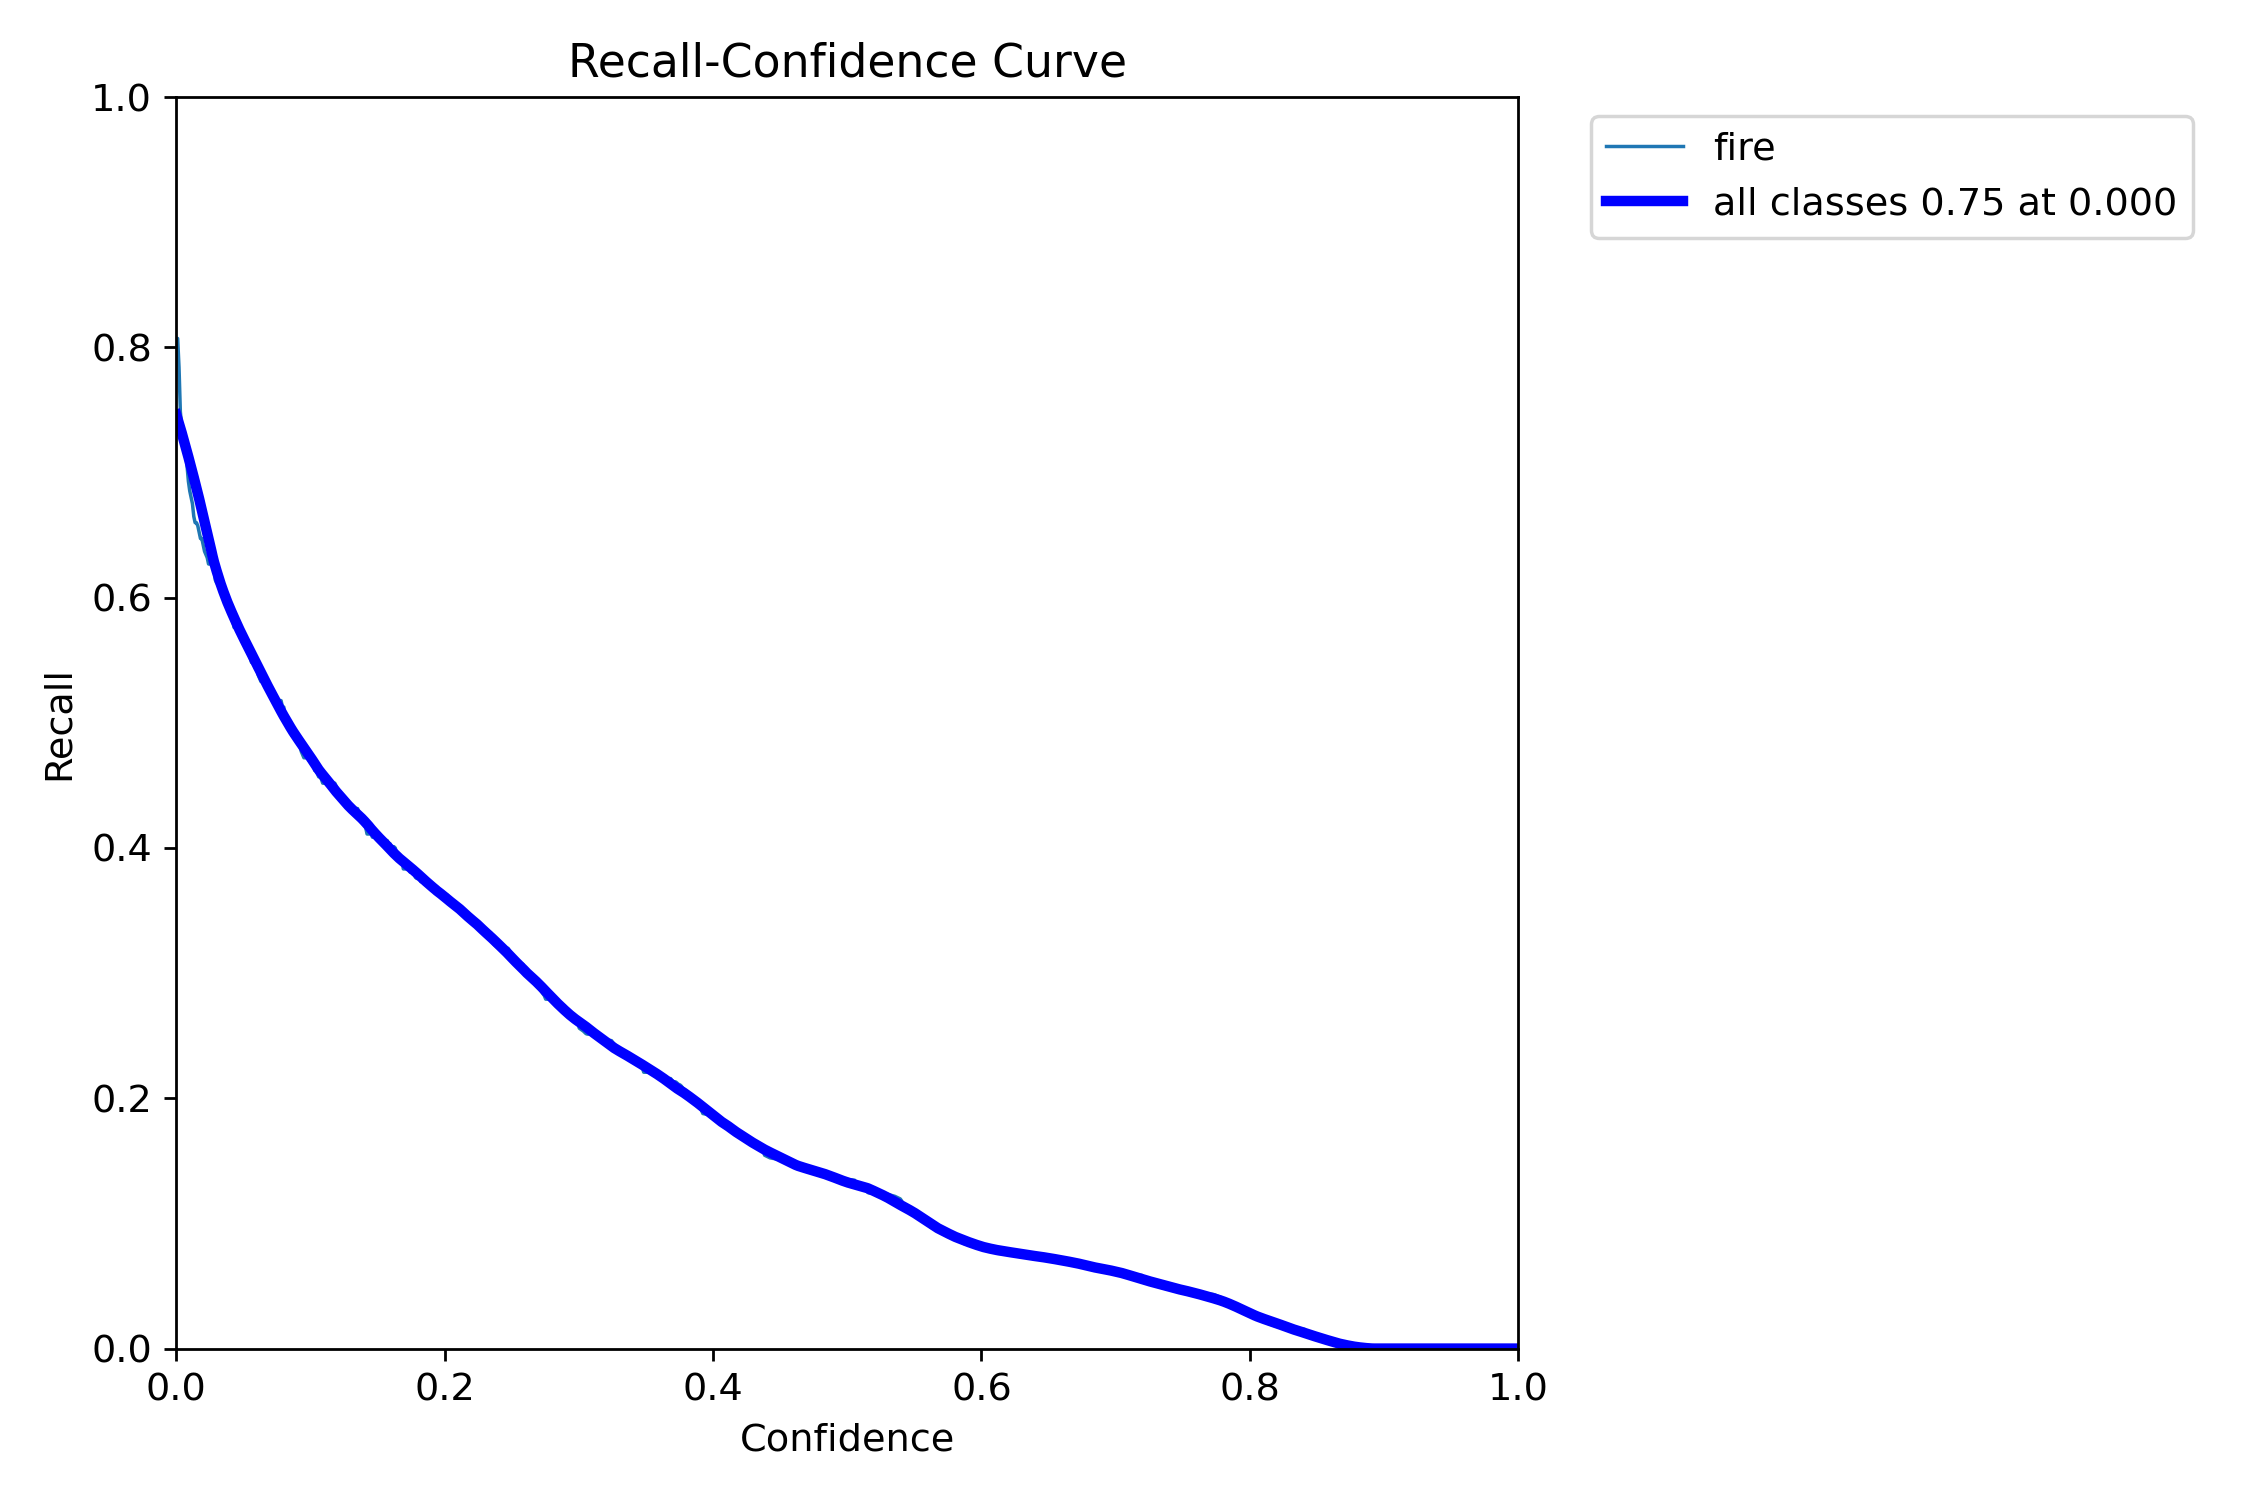 Recall-Confidence Curve
1.0
0.8
0.6
0.4
0.2
0.0
Recall
0.0 0.2 0.4 0.6 0.8 1.0
Confidence
fire
all classes 0.75 at 0.000